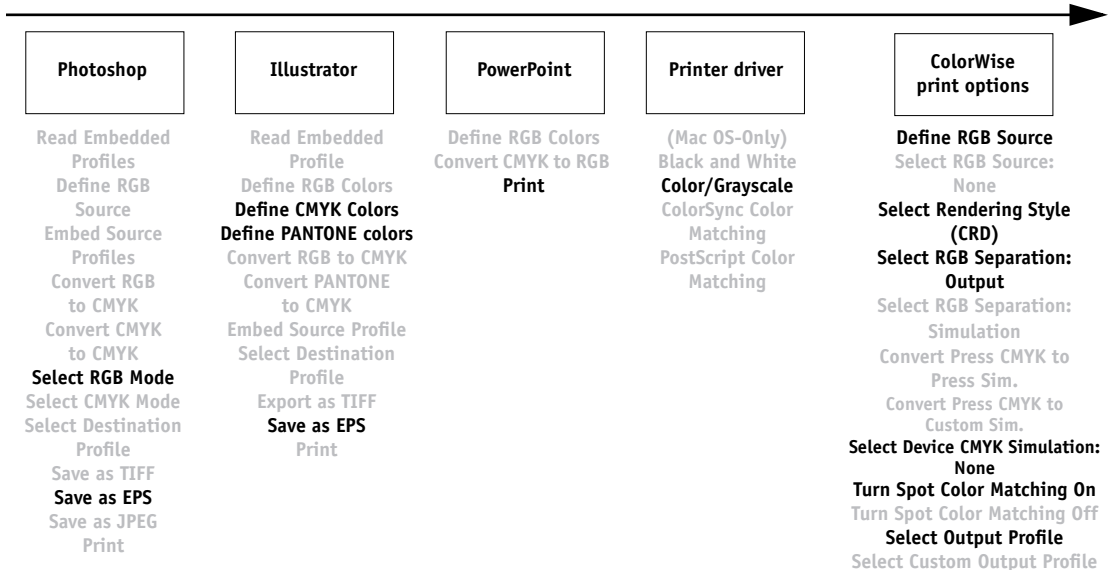 Photoshop
Read Embedded
Profiles
Define RGB
Source
Embed Source
Profiles
Convert RGB
to CMYK
Convert CMYK
to CMYK
Select RGB Mode
Select CMYK Mode
Select Destination
Profile
Save as TIFF
Save as EPS
Save as JPEG
Print
Illustrator
Read Embedded
Profile
Define RGB Colors
Define CMYK Colors
Define PANTONE colors
Convert RGB to CMYK
Convert PANTONE
to CMYK
Embed Source Profile
Select Destination
Profile
Export as TIFF
Save as EPS
Print
PowerPoint
Define RGB Colors
Convert CMYK to RGB
Print
Printer driver
(Mac OS-Only)
Black and White
Color/Grayscale
ColorSync Color
Matching
PostScript Color
Matching
ColorWise
print options
Define RGB Source
Select RGB Source:
None
Select Rendering Style
(CRD)
Select RGB Separation:
Output
Select RGB Separation:
Simulation
Convert Press CMYK to
Press Sim.
Convert Press CMYK to
Custom Sim.
Select Device CMYK Simulation:
None
Turn Spot Color Matching On
Turn Spot Color Matching Off
Select Output Profile
Select Custom Output Profile